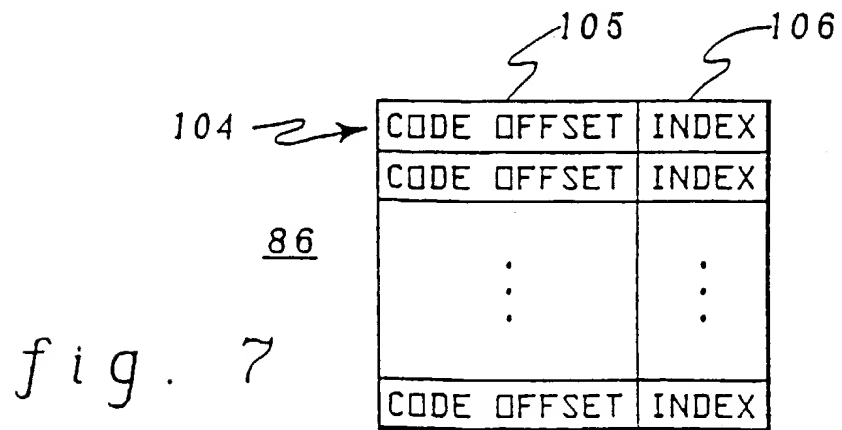 105 106
104 CODE OFFSET INDEX
CODE OFFSET INDEX
86
fig. 7
CODE OFFSET INDEX